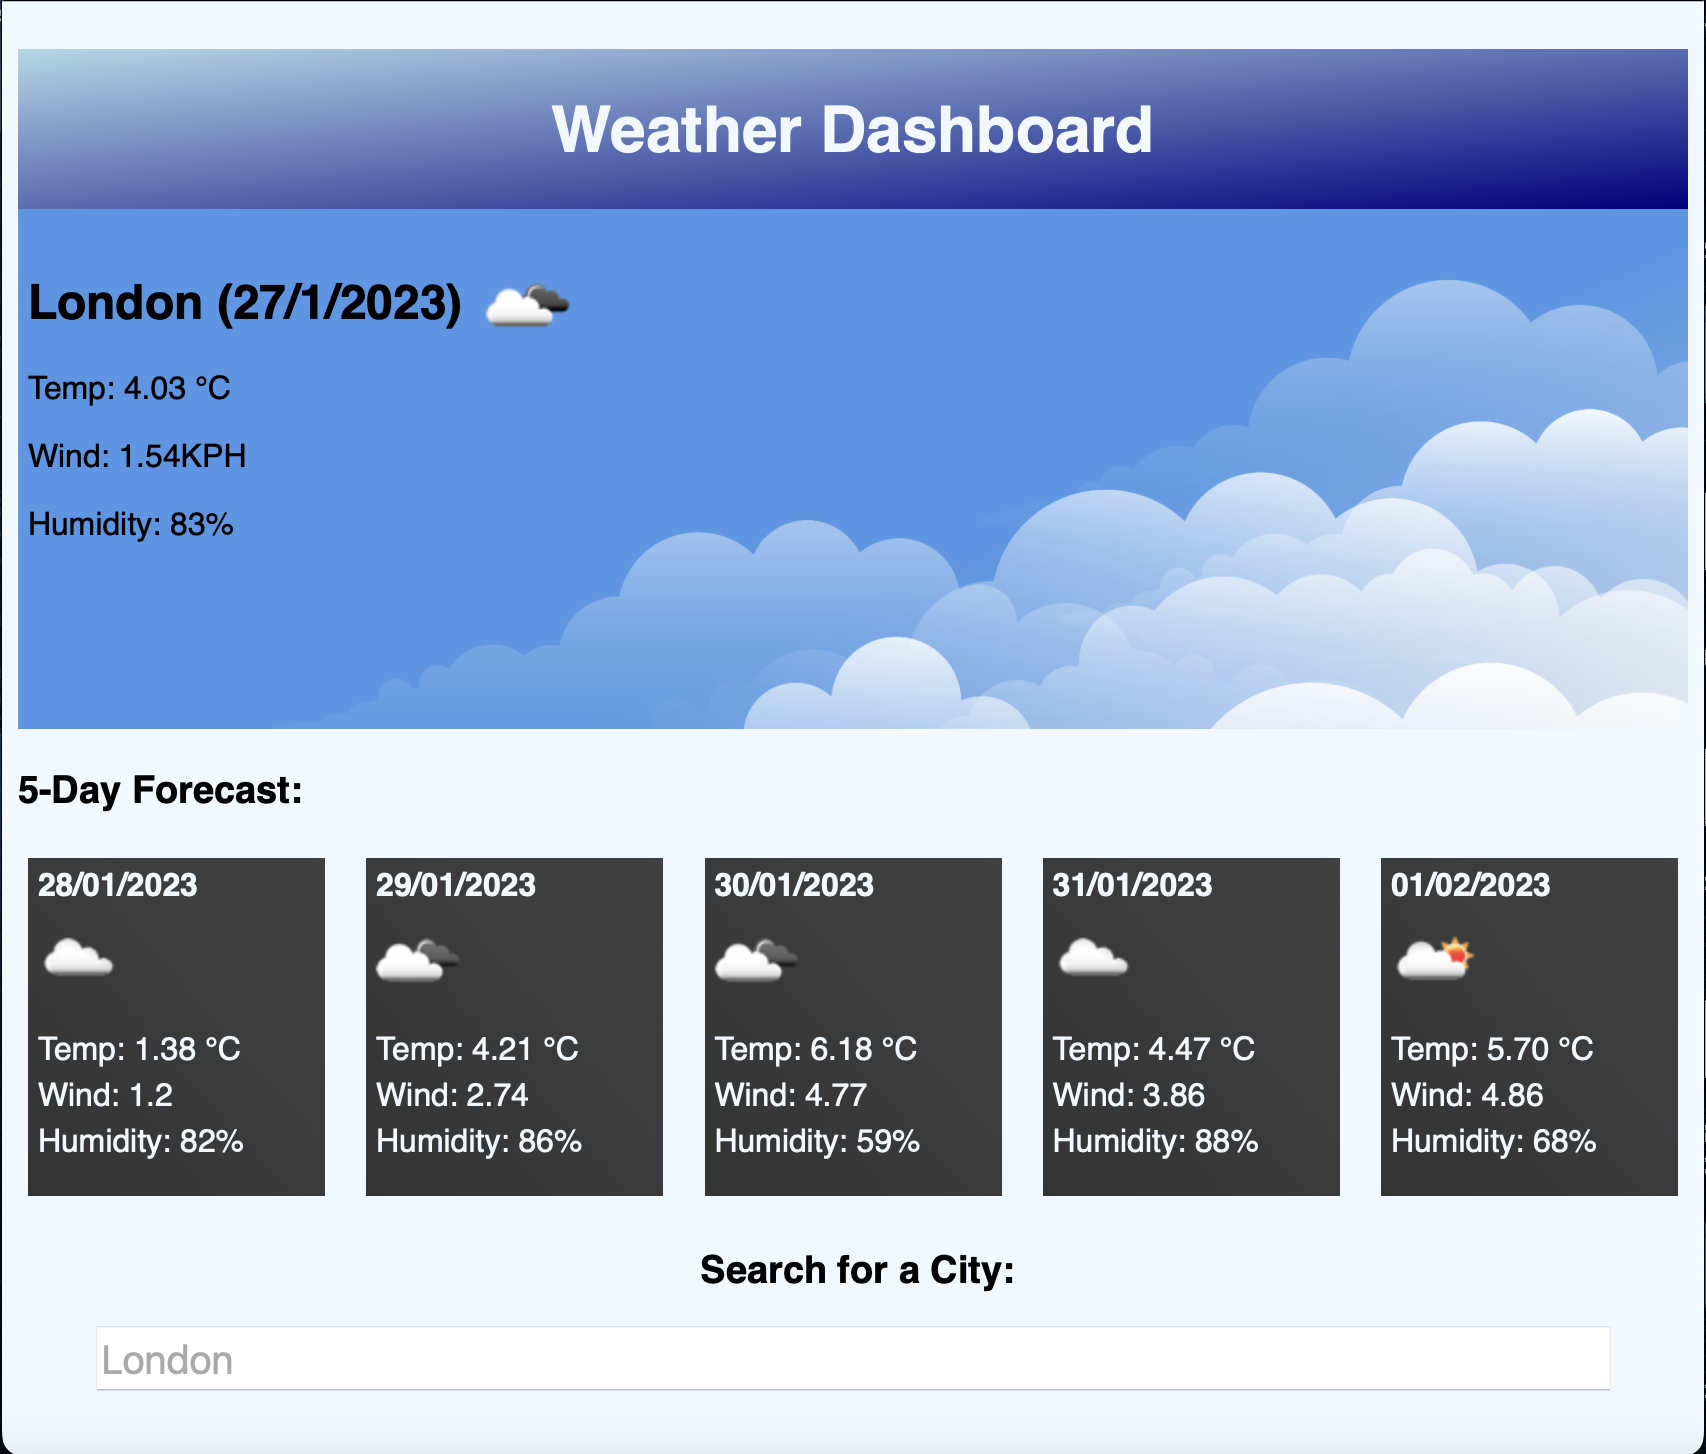 Weather Dashboard
London (27/1/2023)
Temp: 4.03 °C
Wind: 1.54KPH
Humidity: 83%
5-Day Forecast:
28/01/2023
Temp: 1.38 °C
Wind: 1.2
Humidity: 82%
29/01/2023
Temp: 4.21 °C
Wind: 2.74
Humidity: 86%
30/01/2023
Temp: 6.18 °C
Wind: 4.77
Humidity: 59%
31/01/2023
Temp: 4.47 °C
Wind: 3.86
Humidity: 88%
01/02/2023
Temp: 5.70 °C
Wind: 4.86
Humidity: 68%
Search for a City:
London